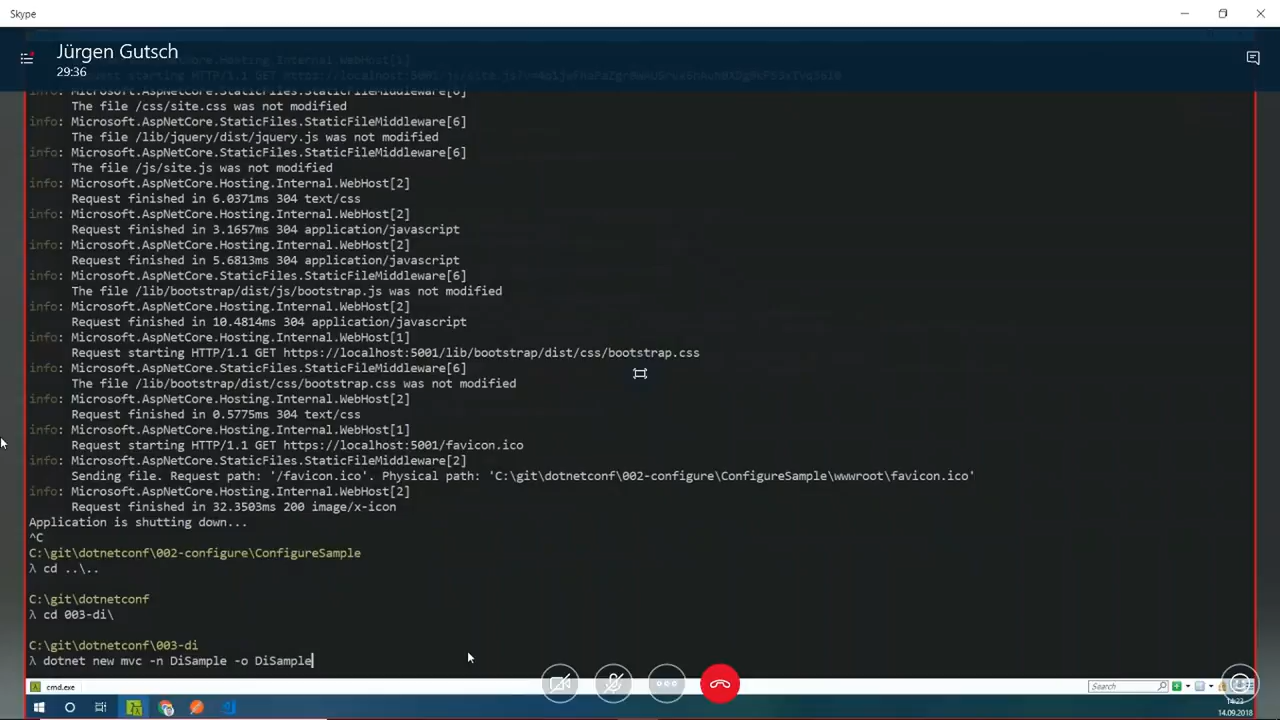 Skype
Jürgen Gutsch
29:36
info: Microsoft.AspNetCore.StaticFiles.StaticFileMiddleware[6]
The file /css/site.css was not modified
info: Microsoft.AspNetCore.StaticFiles.StaticFileMiddleware[6]
The file /lib/jquery/dist/jquery.js was not modified
info: Microsoft.AspNetCore.StaticFiles.StaticFileMiddleware[6]
The file /js/site.js was not modified
info: Microsoft.AspNetCore.Hosting.Internal.WebHost[2]
Request finished in 6.0371ms 304 text/css
info: Microsoft.AspNetCore.Hosting.Internal.WebHost[2]
Request finished in 3.1657ms 304 application/javascript
info: Microsoft.AspNetCore.Hosting.Internal.WebHost[2]
Request finished in 5.6813ms 304 application/javascript
info: Microsoft.AspNetCore.StaticFiles.StaticFileMiddleware[6]
The file /lib/bootstrap/dist/js/bootstrap.js was not modified
info: Microsoft.AspNetCore.Hosting.Internal.WebHost[2]
Request finished in 10.4814ms 304 application/javascript
info: Microsoft.AspNetCore.Hosting.Internal.WebHost[1]
Request starting HTTP/1.1 GET https://localhost:5001/lib/bootstrap/dist/css/bootstrap.css
info: Microsoft.AspNetCore.StaticFiles.StaticFileMiddleware[6]
The file /lib/bootstrap/dist/css/bootstrap.css was not modified
info: Microsoft.AspNetCore.Hosting.Internal.WebHost[2]
Request finished in 0.5775ms 304 text/css
info: Microsoft.AspNetCore.Hosting.Internal.WebHost[1]
Request starting HTTP/1.1 GET https://localhost:5001/favicon.ico
info: Microsoft.AspNetCore.StaticFiles.StaticFileMiddleware[2]
Sending file. Request path: '/favicon.ico'. Physical path: 'C:\git\dotnetconf\002-configure\ConfigureSample\wwwroot\favicon.ico'
info: Microsoft.AspNetCore.Hosting.Internal.WebHost[2]
Request finished in 32.3503ms 200 image/x-icon
Application is shutting down...
^C
C:\git\dotnetconf\002-configure\ConfigureSample
λ cd ..\..
C:\git\dotnetconf
λ cd 003-di\
C:\git\dotnetconf\003-di
λ dotnet new mvc -n DiSample -o DiSample
cmd.exe
Search
14:23
14.09.2018